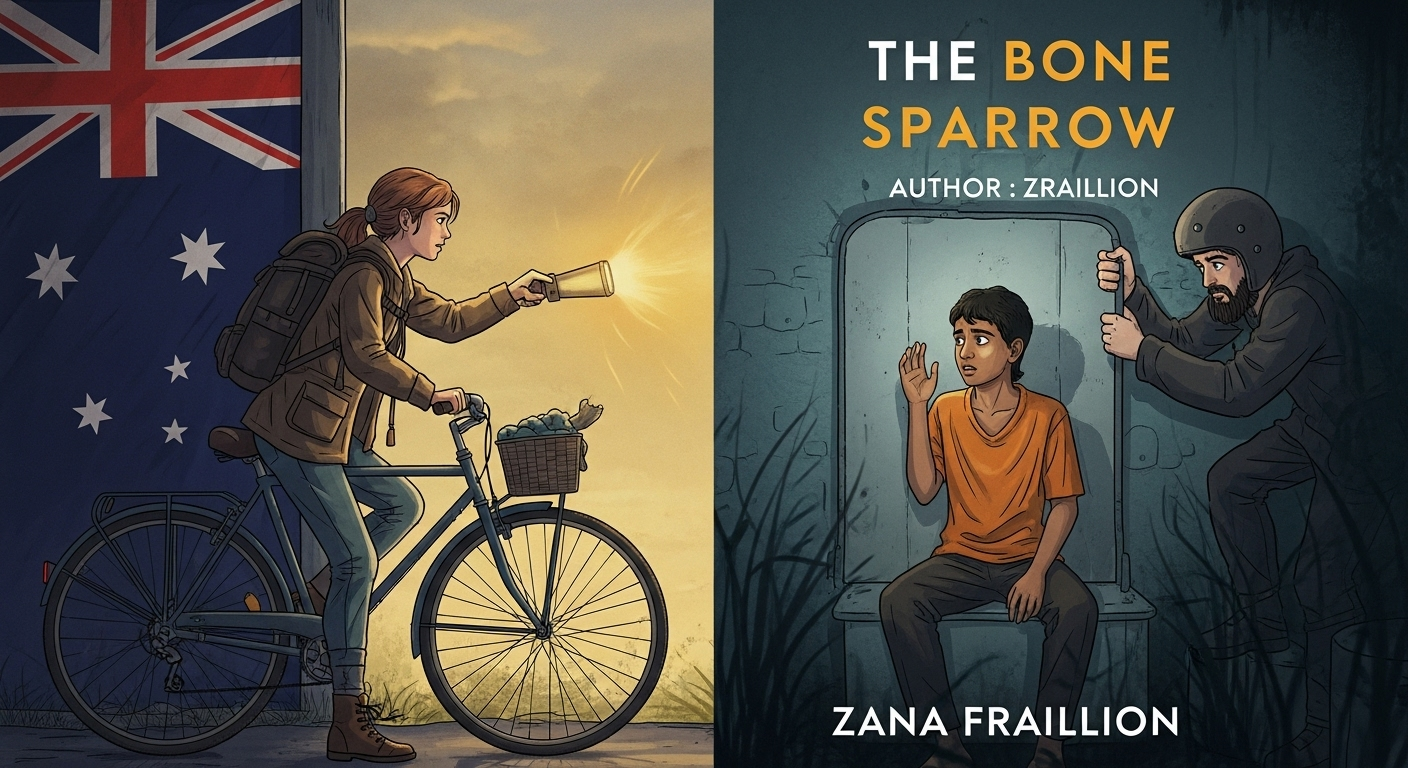 THE BONE
SPARROW
AUTHOR : ZRAILLION
ZANA FRAILLION